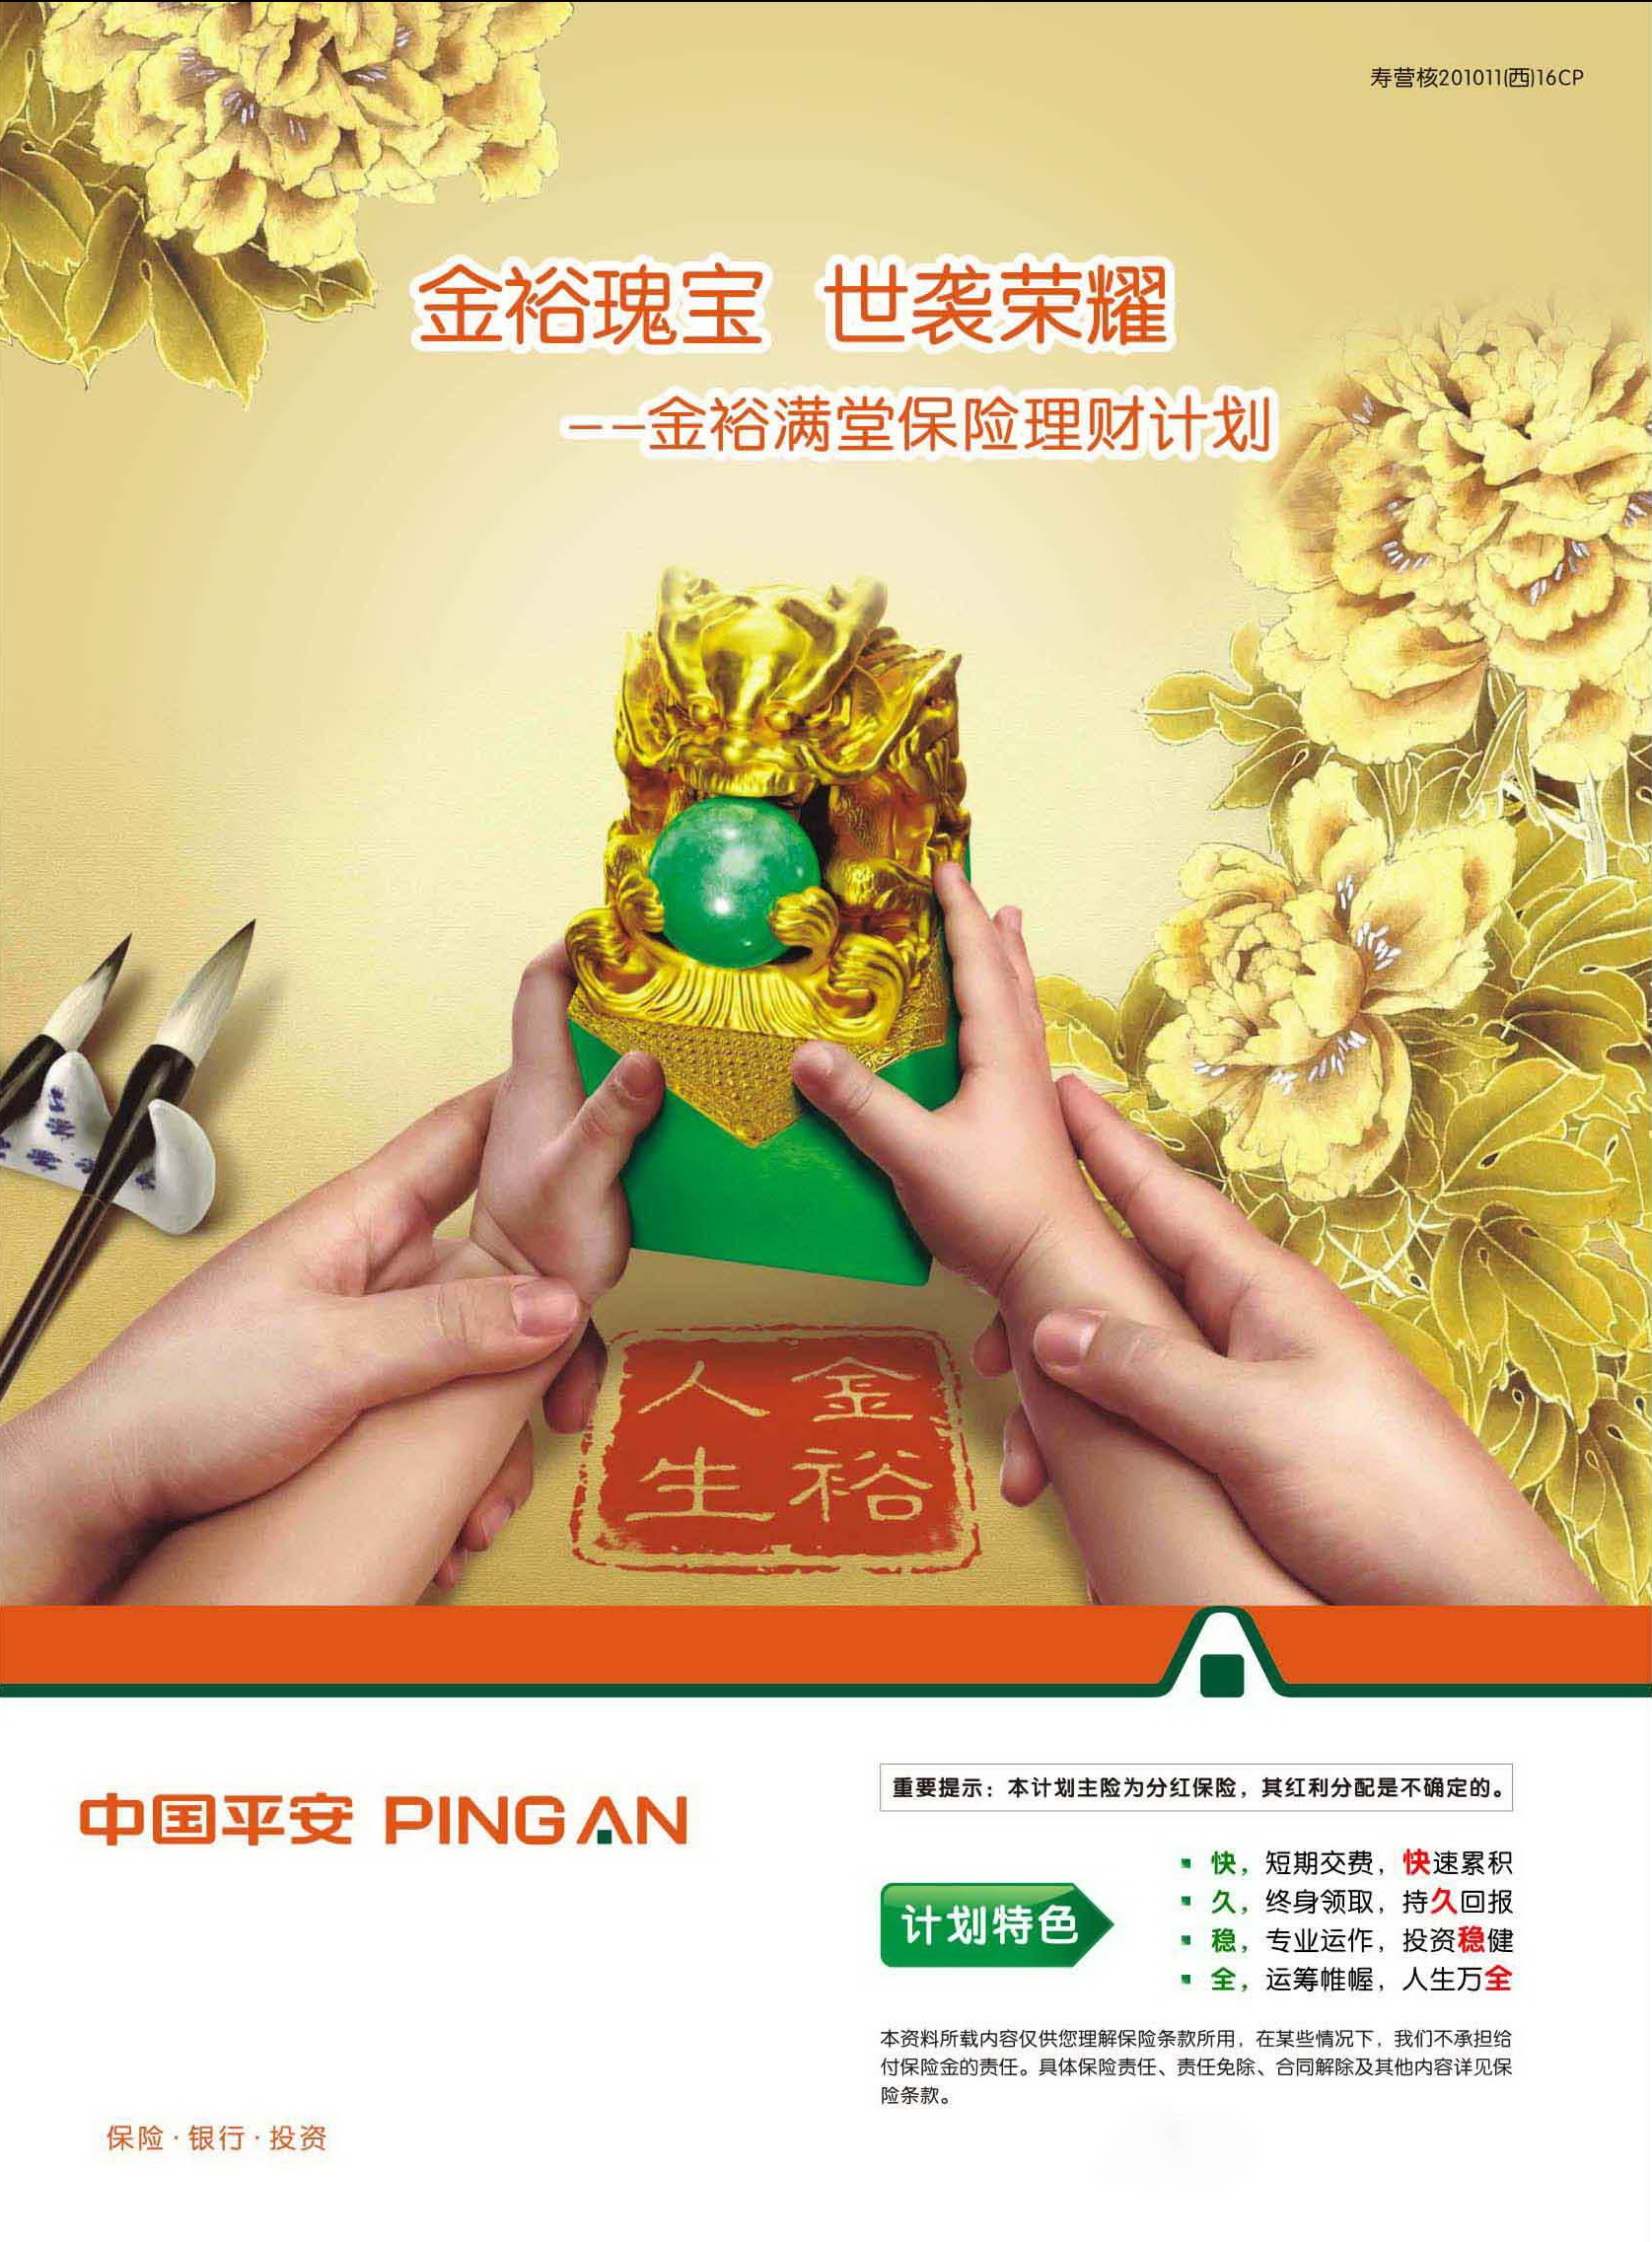 寿营核201011(西)16CP
金裕瑰宝 世袭荣耀
--金裕满堂保险理财计划
金裕
人生
中国平安 PING AN
保险·银行·投资
重要提示：本计划主险为分红保险，其红利分配是不确定的。
计划特色
▪ 快，短期交费，快速累积
▪ 久，终身领取，持久回报
▪ 稳，专业运作，投资稳健
▪ 全，运筹帷幄，人生万全
本资料所载内容仅供您理解保险条款所用，在某些情况下，我们不承担给
付保险金的责任。具体保险责任、责任免除、合同解除及其他内容详见保
险条款。